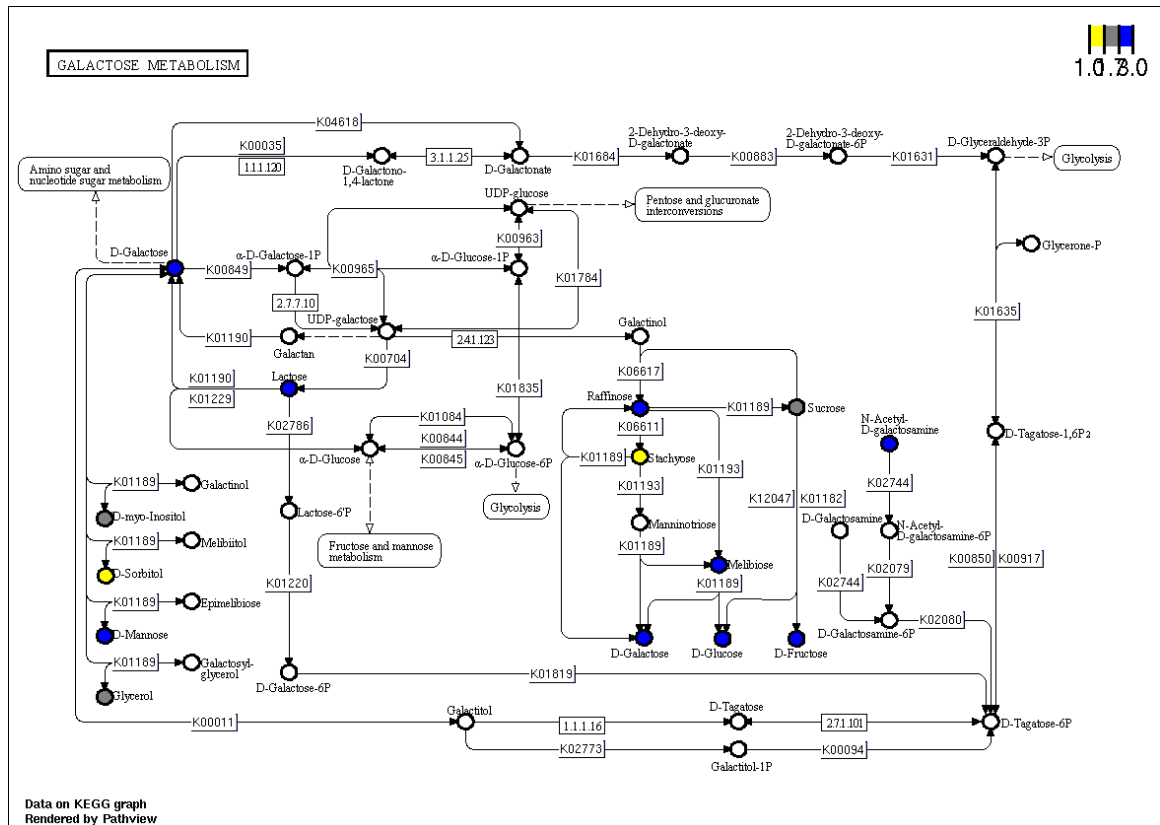 GALACTOSE METABOLISM
K04618
2-Dehydro-3-deoxy-
D-galactonate
2-Dehydro-3-deoxy-
galactonate-6P
D-Glyceraldehyde-3P
K00035
1.1.1.120
3.1.1.25
K01684
K00883
K01631
Glycolysis
Amino sugar and
nucleotide sugar metabolism
D-Galactono-
1,4-lactone
D-Galactonate
UDP-glucose
Pentose and glucuronate
interconversions
K00963
D-Galactose
α-D-Galactose-1P
α-D-Glucose-1P
Glycerone-P
K00849
K00965
K01784
2.7.7.10
UDP-galactose
K01635
K01190
Galactan
2.4.1.123
Galactinol
K00704
K01190
K01229
Lactose
K01835
K06617
Raffinose
K01189
Sucrose
K02786
K01084
K00844
K00845
α-D-Glucose
α-D-Glucose-6P
K06611
K01189
Stachyose
K01193
K01193
N-Acetyl-
D-galactosamine
D-Tagatose-1,6P2
K01189
Galactinol
D-myo-Inositol
Lactose-6'P
Glycolysis
Manninotriose
K12047
K01182
K02744
D-Galactosamine
N-Acetyl-
D-galactosamine-6P
K01189
Melibiitol
D-Sorbitol
Fructose and mannose
metabolism
K01189
Melibiose
K01189
K02744
K02079
K00850
K00917
K01220
K01189
Epimelibiose
D-Mannose
D-Galactosamine-6P
K02080
K01189
Galactosyl-
glycerol
Glycerol
D-Galactose
D-Glucose
D-Fructose
D-Galactose-6P
K01819
K00011
Galactitol
1.1.1.16
D-Tagatose
2.7.1.101
D-Tagatose-6P
K02773
Galactitol-1P
K00094
Data on KEGG graph
Rendered by Pathview